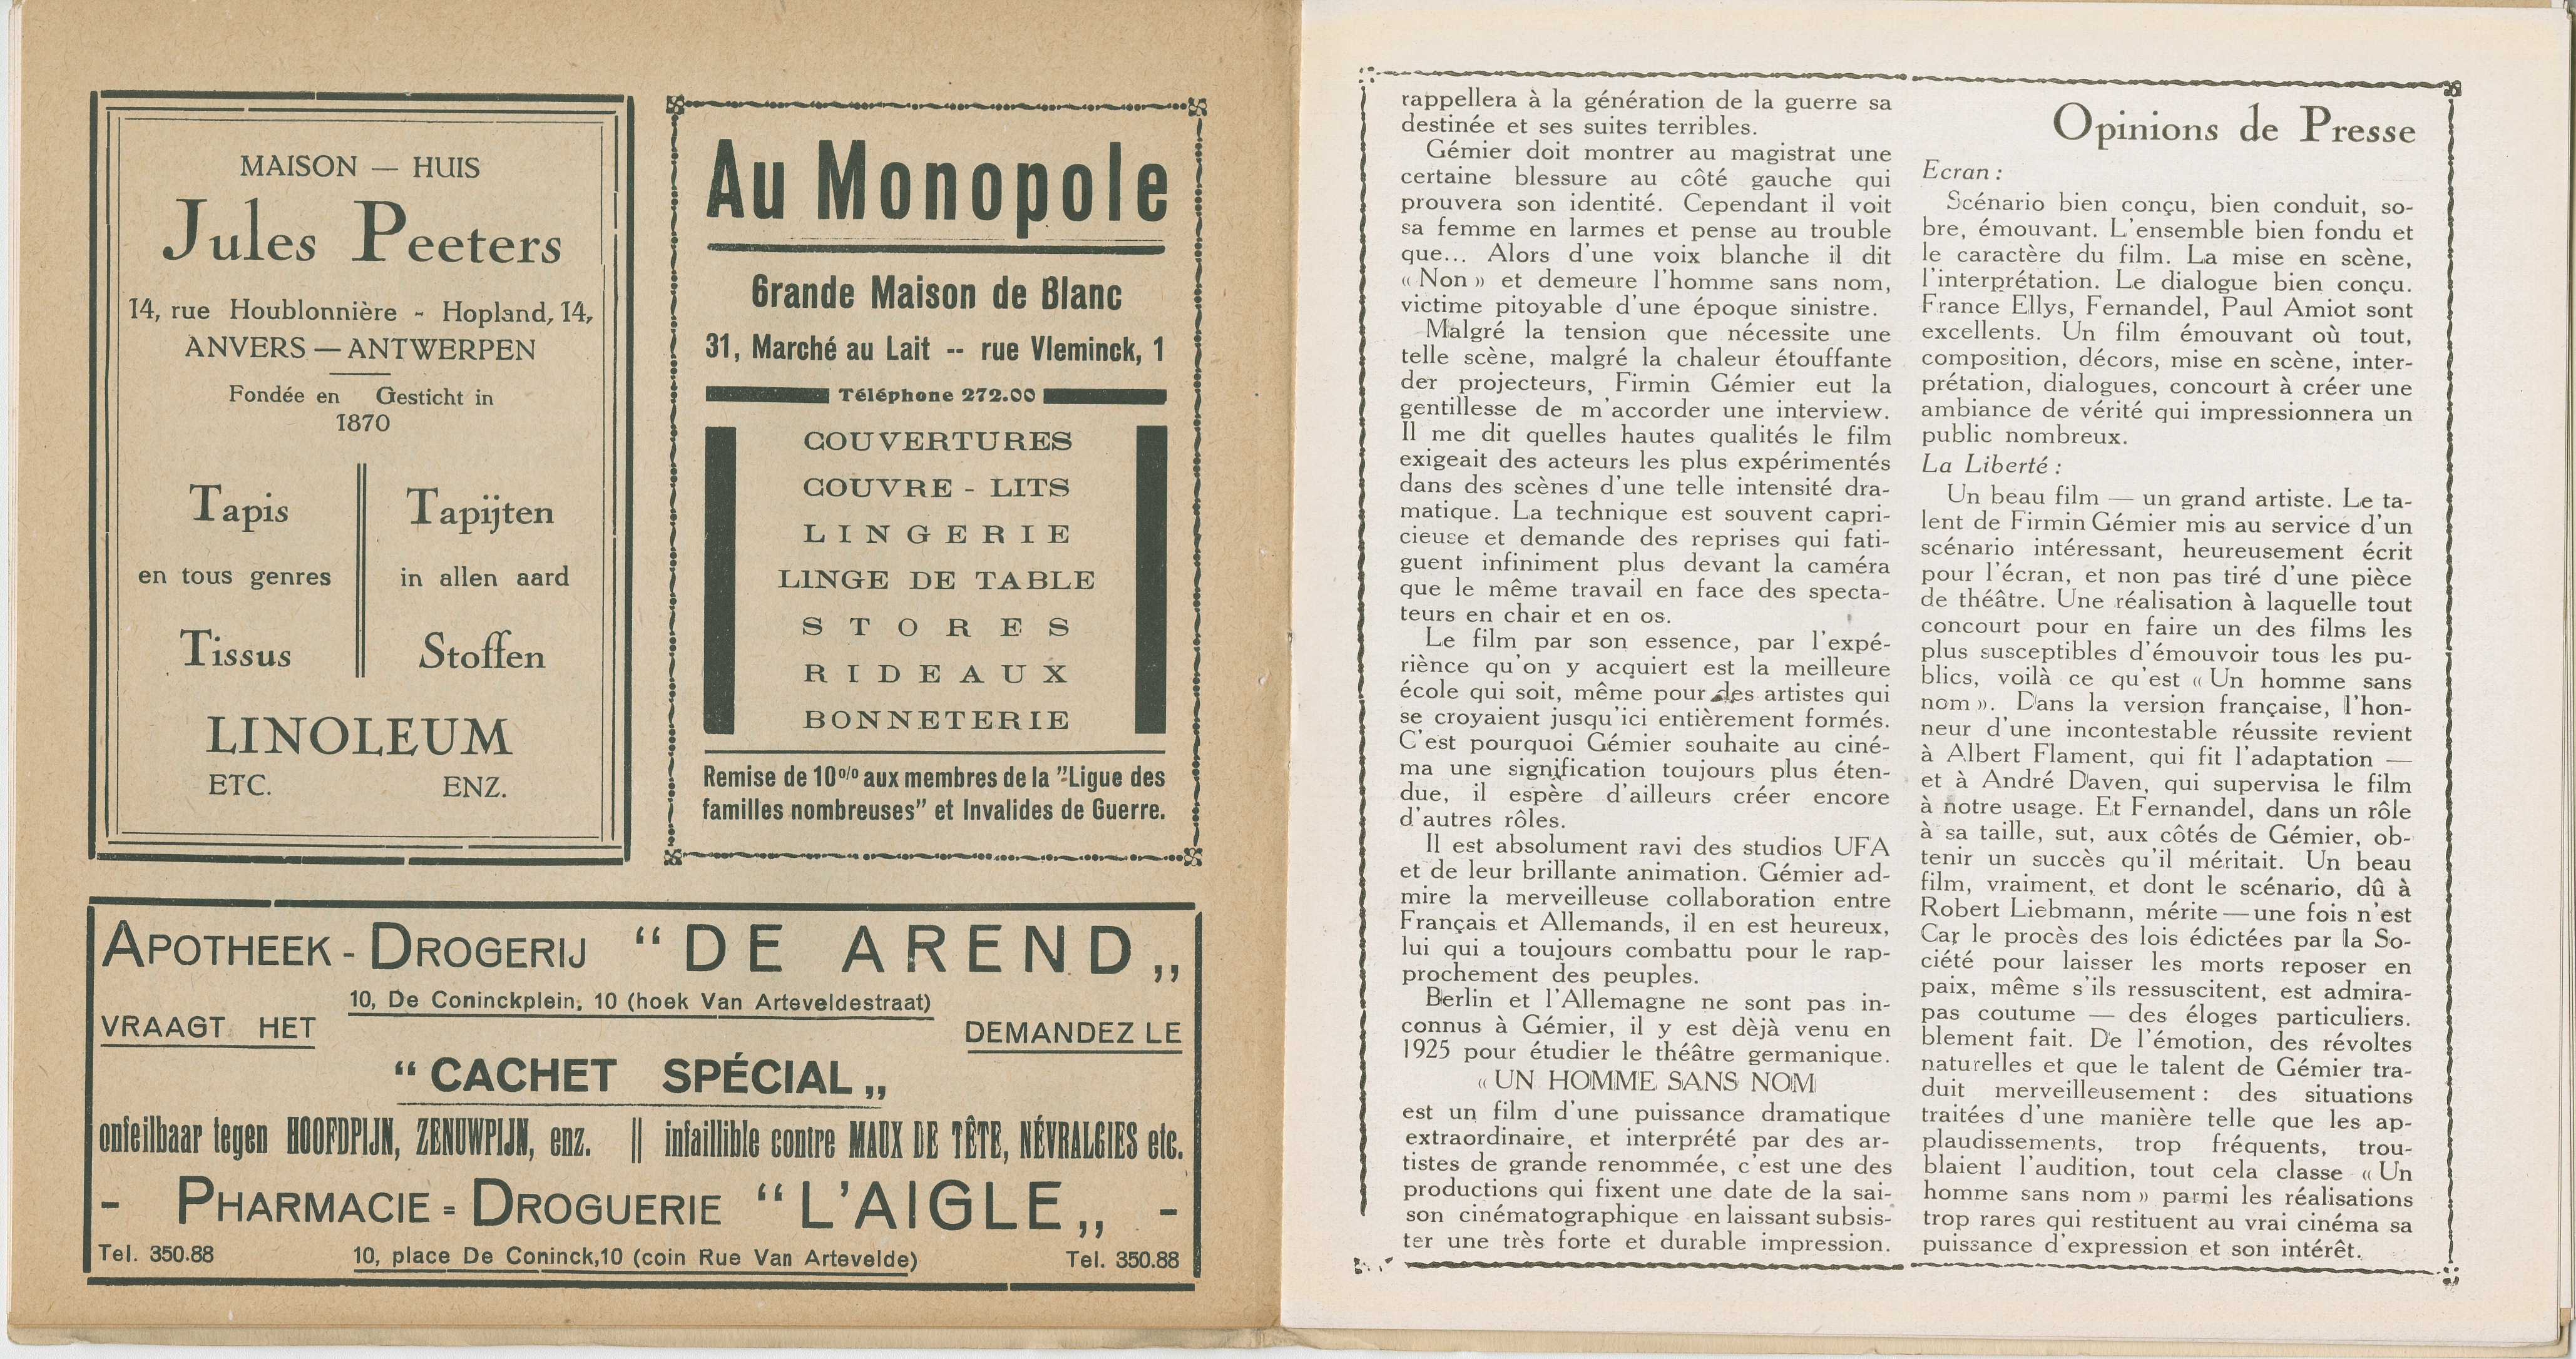 MAISON — HUIS
Jules Peeters
14, rue Houblonnière - Hopland, 14,
ANVERS — ANTWERPEN
Fondée en Gesticht in
1870
Tapis
en tous genres
Tissus
Tapijten
in allen aard
Stoffen
LINOLEUM
ETC. ENZ.
Au Monopole
Grande Maison de Blanc
31, Marché au Lait -- rue Vleminck, 1
Téléphone 272.00
COUVERTURES
COUVRE - LITS
LINGERIE
LINGE DE TABLE
STORES
RIDEAUX
BONNETERIE
Remise de 10% aux membres de la "Ligue des
familles nombreuses" et Invalides de Guerre.
APOTHEEK - DROGERIJ “DE AREND„
10, De Coninckplein, 10 (hoek Van Arteveldestraat)
VRAAGT HET DEMANDEZ LE
“CACHET SPÉCIAL„
onfeilbaar tegen HOOFDPIJN, ZENUWPIJN, enz. || infaillible contre MAUX DE TÊTE, NÉVRALGIES etc.
- PHARMACIE = DROGUERIE “L'AIGLE„ -
Tel. 350.88 10, place De Coninck,10 (coin Rue Van Artevelde) Tel. 350.88
rappellera à la génération de la guerre sa
destinée et ses suites terribles.
Gémier doit montrer au magistrat une
certaine blessure au côté gauche qui
prouvera son identité. Cependant il voit
sa femme en larmes et pense au trouble
que... Alors d'une voix blanche il dit
« Non » et demeure l'homme sans nom,
victime pitoyable d'une époque sinistre.
Malgré la tension que nécessite une
telle scène, malgré la chaleur étouffante
der projecteurs, Firmin Gémier eut la
gentillesse de m'accorder une interview.
Il me dit quelles hautes qualités le film
exigeait des acteurs les plus expérimentés
dans des scènes d'une telle intensité dra-
matique. La technique est souvent capri-
cieuse et demande des reprises qui fati-
guent infiniment plus devant la caméra
que le même travail en face des specta-
teurs en chair et en os.
Le film par son essence, par l'expé-
rience qu'on y acquiert est la meilleure
école qui soit, même pour des artistes qui
se croyaient jusqu'ici entièrement formés.
C'est pourquoi Gémier souhaite au ciné-
ma une signification toujours plus éten-
due, il espère d'ailleurs créer encore
d'autres rôles.
Il est absolument ravi des studios UFA
et de leur brillante animation. Gémier ad-
mire la merveilleuse collaboration entre
Français et Allemands, il en est heureux,
lui qui a toujours combattu pour le rap-
prochement des peuples.
Berlin et l'Allemagne ne sont pas in-
connus à Gémier, il y est dèjà venu en
1925 pour étudier le théâtre germanique.
« UN HOMME SANS NOM
est un film d'une puissance dramatique
extraordinaire, et interprété par des ar-
tistes de grande renommée, c'est une des
productions qui fixent une date de la sai-
son cinématographique en laissant subsis-
ter une très forte et durable impression.
Opinions de Presse
Ecran :
Scénario bien conçu, bien conduit, so-
bre, émouvant. L'ensemble bien fondu et
le caractère du film. La mise en scène,
l'interprétation. Le dialogue bien conçu.
France Ellys, Fernandel, Paul Amiot sont
excellents. Un film émouvant où tout,
composition, décors, mise en scène, inter-
prétation, dialogues, concourt à créer une
ambiance de vérité qui impressionnera un
public nombreux.
La Liberté :
Un beau film — un grand artiste. Le ta-
lent de Firmin Gémier mis au service d'un
scénario intéressant, heureusement écrit
pour l'écran, et non pas tiré d'une pièce
de théâtre. Une réalisation à laquelle tout
concourt pour en faire un des films les
plus susceptibles d'émouvoir tous les pu-
blics, voilà ce qu'est « Un homme sans
nom ». Dans la version française, l'hon-
neur d'une incontestable réussite revient
à Albert Flament, qui fit l'adaptation —
et à André Daven, qui supervisa le film
à notre usage. Et Fernandel, dans un rôle
à sa taille, sut, aux côtés de Gémier, ob-
tenir un succès qu'il méritait. Un beau
film, vraiment, et dont le scénario, dû à
Robert Liebmann, mérite — une fois n'est
Car le procès des lois édictées par la So-
ciété pour laisser les morts reposer en
paix, même s'ils ressuscitent, est admira-
pas coutume — des éloges particuliers.
blement fait. De l'émotion, des révoltes
naturelles et que le talent de Gémier tra-
duit merveilleusement : des situations
traitées d'une manière telle que les ap-
plaudissements, trop fréquents, trou-
blaient l'audition, tout cela classe « Un
homme sans nom » parmi les réalisations
trop rares qui restituent au vrai cinéma sa
puissance d'expression et son intérêt.